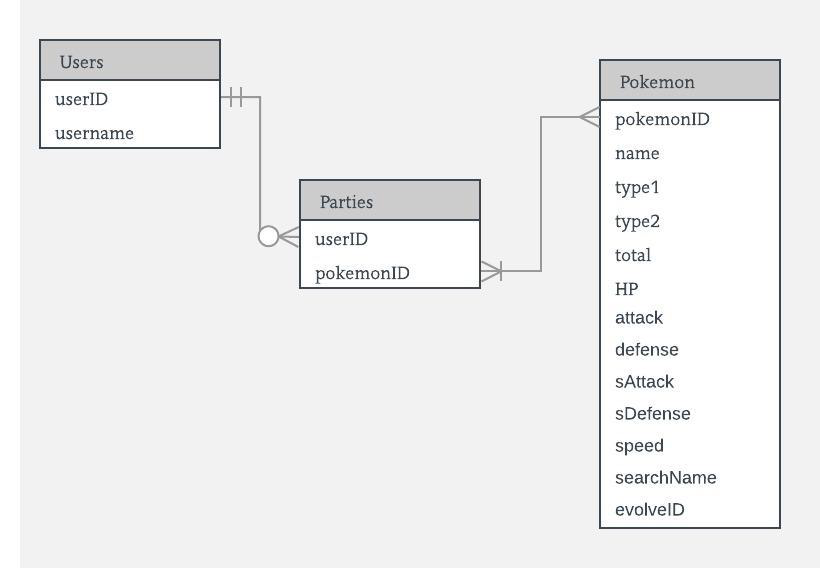 Users
userID
username
Parties
userID
pokemonID
Pokemon
pokemonID
name
type1
type2
total
HP
attack
defense
sAttack
sDefense
speed
searchName
evolveID